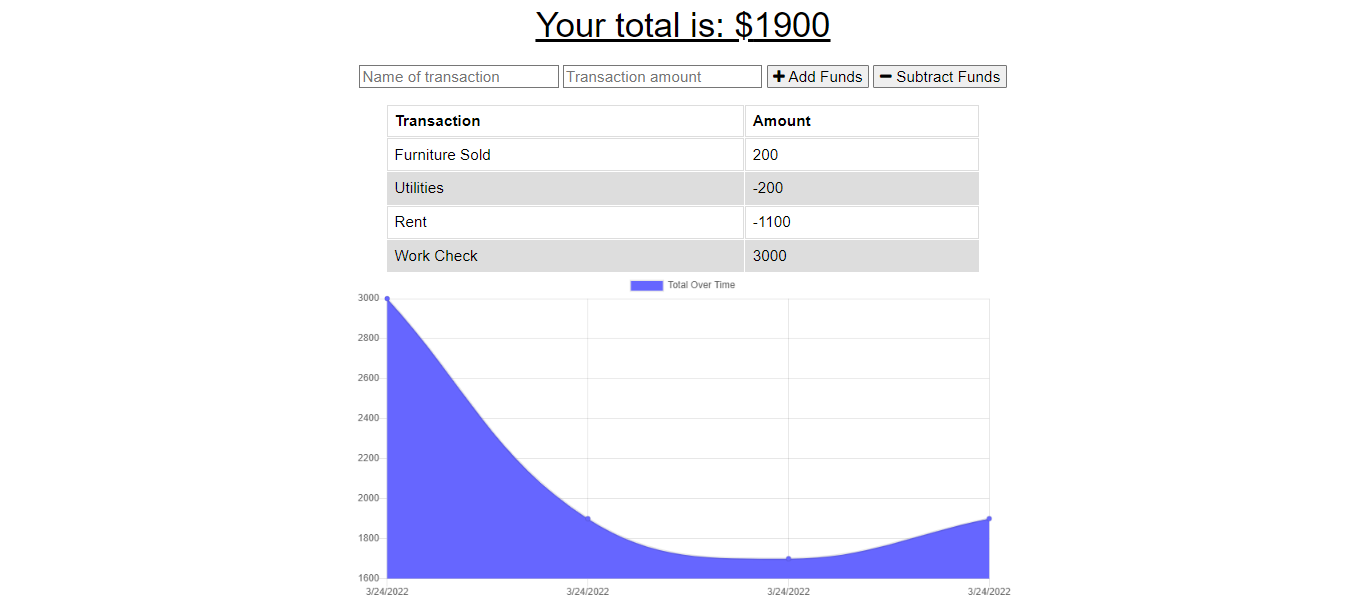 Your total is: $1900
Name of transaction Transaction amount Add Funds Subtract Funds
Transaction Amount
Furniture Sold 200
Utilities -200
Rent -1100
Work Check 3000
Total Over Time
3000
2800
2600
2400
2200
2000
1800
1600
3/24/2022 3/24/2022 3/24/2022 3/24/2022